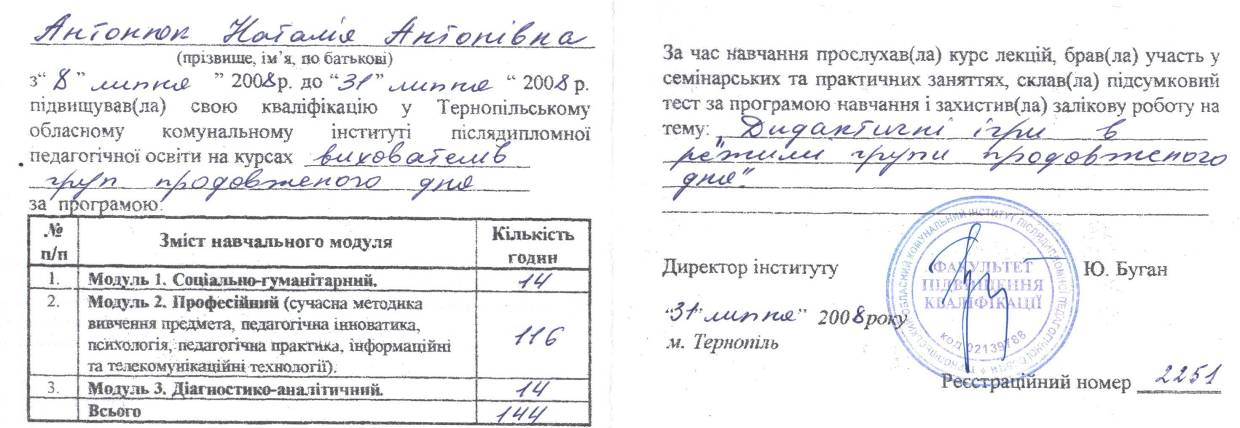 Антонюк Наталія Антонівна
(прізвище, ім’я, по батькові)
з“ 8 ” липня ” 2008р. до “31” липня “ 2008 р.
підвищував(ла) свою кваліфікацію у Тернопільському
обласному комунальному інституті післядипломної
педагогічної освіти на курсах вихователів
груп продовженого дня
за програмою:
№ п/п Зміст навчального модуля Кількість годин
1. Модуль 1. Соціально-гуманітарний. 14
2. Модуль 2. Професійний (сучасна методика
вивчення предмета, педагогічна інноватика,
психологія, педагогічна практика, інформаційні
та телекомунікаційні технології). 116
3. Модуль 3. Діагностико-аналітичний. 14
Всього 144
За час навчання прослухав(ла) курс лекцій, брав(ла) участь у
семінарських та практичних заняттях, склав(ла) підсумковий
тест за програмою навчання і захистив(ла) залікову роботу на
тему: „Дидактичні ігри в
режимі групи продовженого
дня”.
Директор інституту Ю. Буган
ФАКУЛЬТЕТ
ПІДВИЩЕННЯ
КВАЛІФІКАЦІЇ
КОД 02139788
“31” липня” 2008 року
м. Тернопіль
Реєстраційний номер 2251